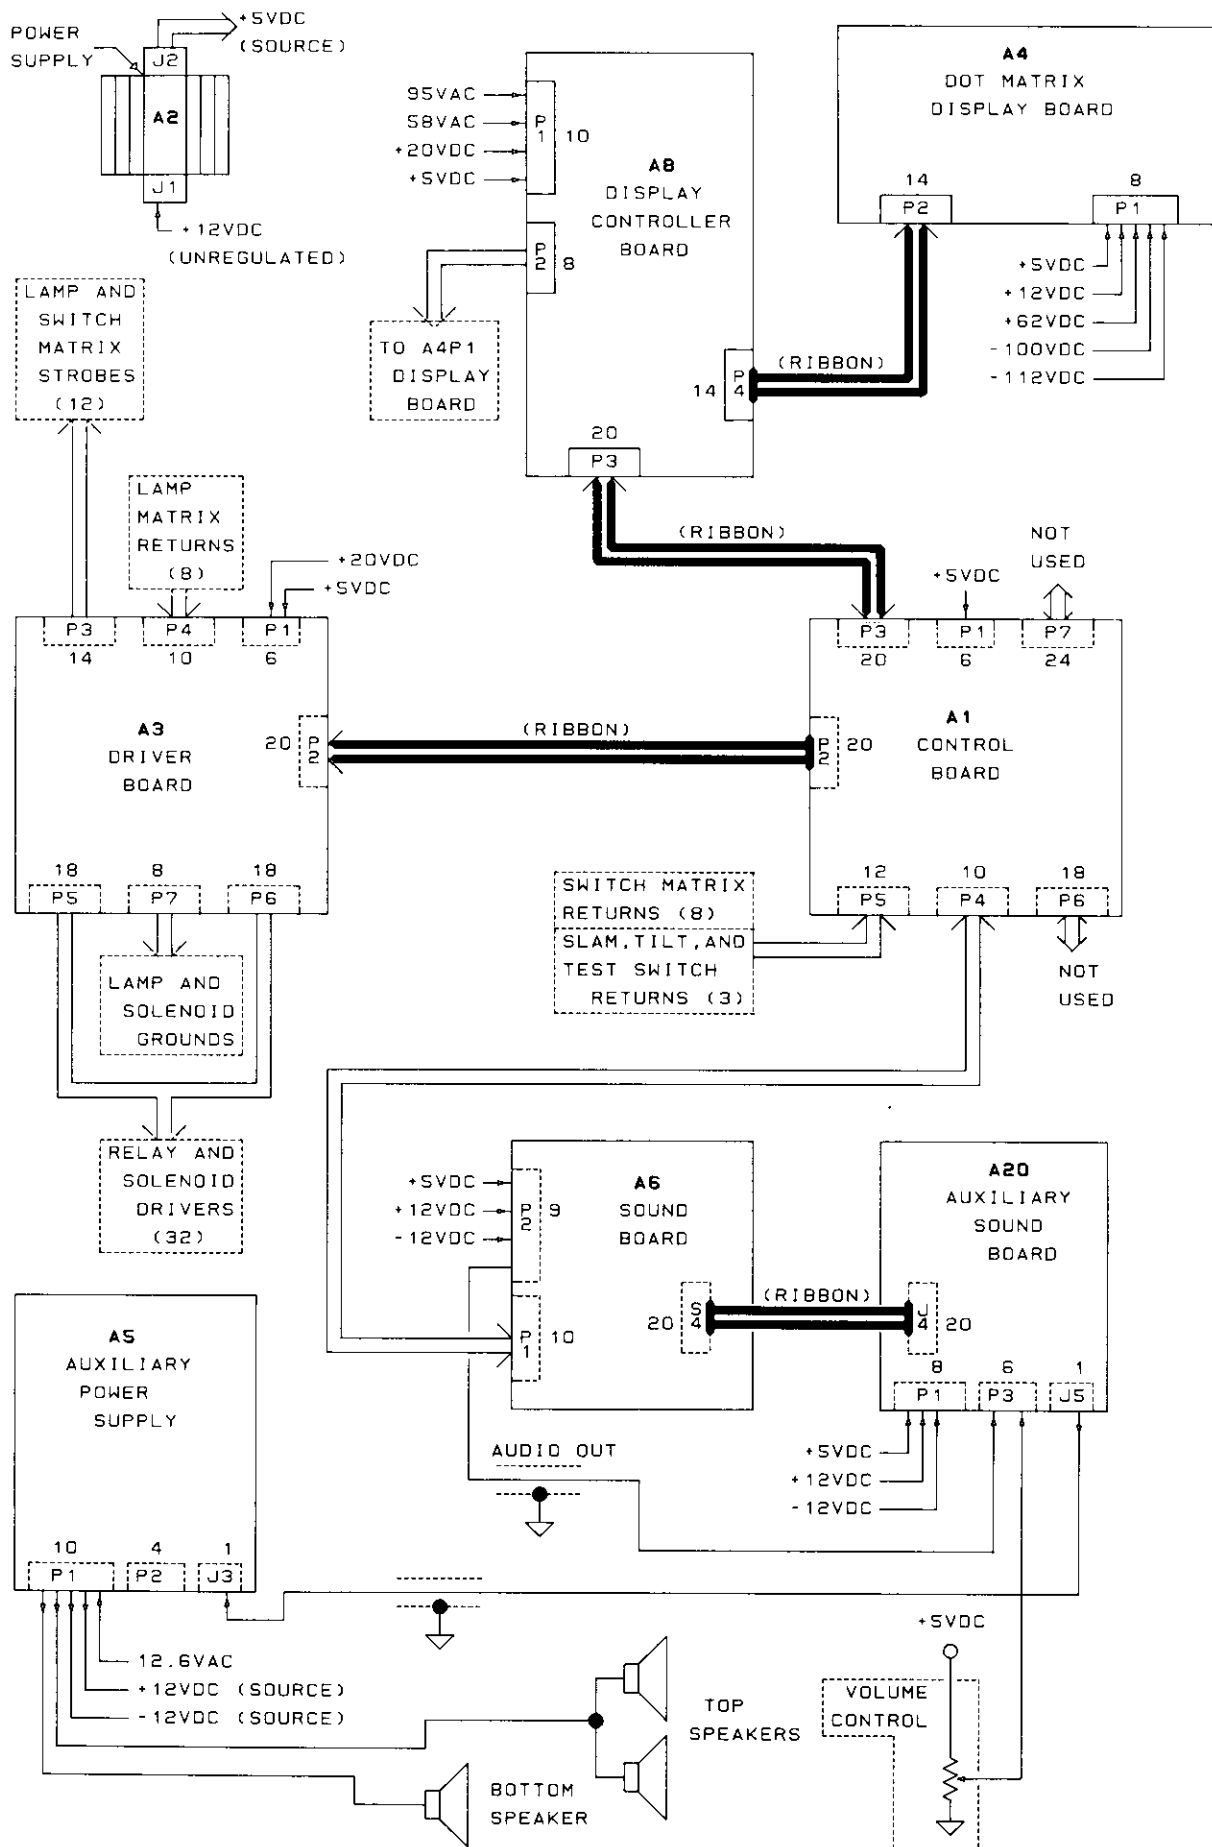 POWER
SUPPLY
+5VDC
(SOURCE)
J2
A2
J1
+12VDC
(UNREGULATED)
95VAC
58VAC
+20VDC
+5VDC
P1
10
A8
DISPLAY
CONTROLLER
BOARD
P2
8
TO A4P1
DISPLAY
BOARD
14
P4
20
P3
A4
DOT MATRIX
DISPLAY BOARD
14
P2
8
P1
+5VDC
+12VDC
+62VDC
-100VDC
-112VDC
(RIBBON)
LAMP AND
SWITCH
MATRIX
STROBES
(12)
LAMP
MATRIX
RETURNS
(8)
+20VDC
+5VDC
(RIBBON)
+5VDC
NOT
USED
P3
14
P4
10
P1
6
A3
DRIVER
BOARD
20
P2
(RIBBON)
P3
20
P1
6
P7
24
P2
20
A1
CONTROL
BOARD
18
P5
8
P7
18
P6
12
P5
10
P4
18
P6
SWITCH MATRIX
RETURNS (8)
SLAM,TILT,AND
TEST SWITCH
RETURNS (3)
NOT
USED
LAMP AND
SOLENOID
GROUNDS
RELAY AND
SOLENOID
DRIVERS
(32)
+5VDC
+12VDC
-12VDC
P2
9
A6
SOUND
BOARD
P1
10
20
S4
(RIBBON)
A20
AUXILIARY
SOUND
BOARD
J4
20
8
P1
6
P3
1
J5
+5VDC
+12VDC
-12VDC
AUDIO OUT
A5
AUXILIARY
POWER
SUPPLY
10
P1
4
P2
1
J3
12.6VAC
+12VDC (SOURCE)
-12VDC (SOURCE)
TOP
SPEAKERS
BOTTOM
SPEAKER
+5VDC
VOLUME
CONTROL